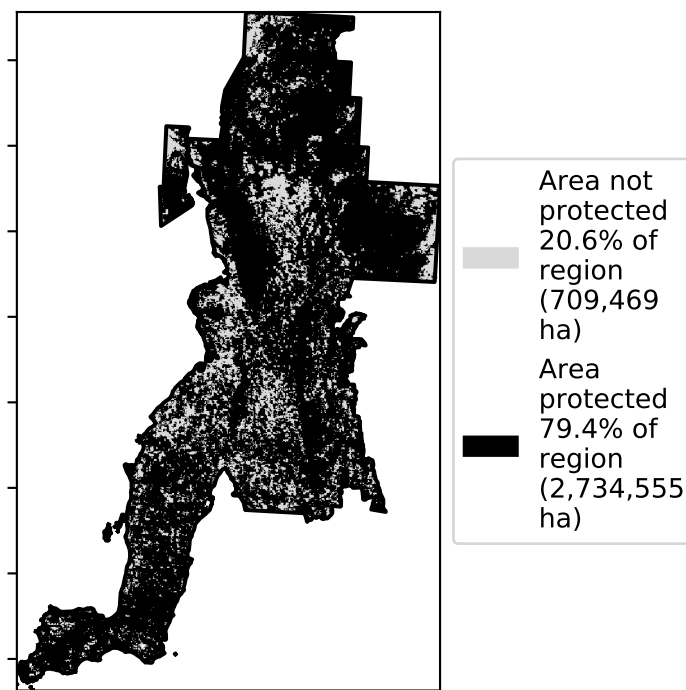 Area not
protected
20.6% of
region
(709,469
ha)
Area
protected
79.4% of
region
(2,734,555
ha)